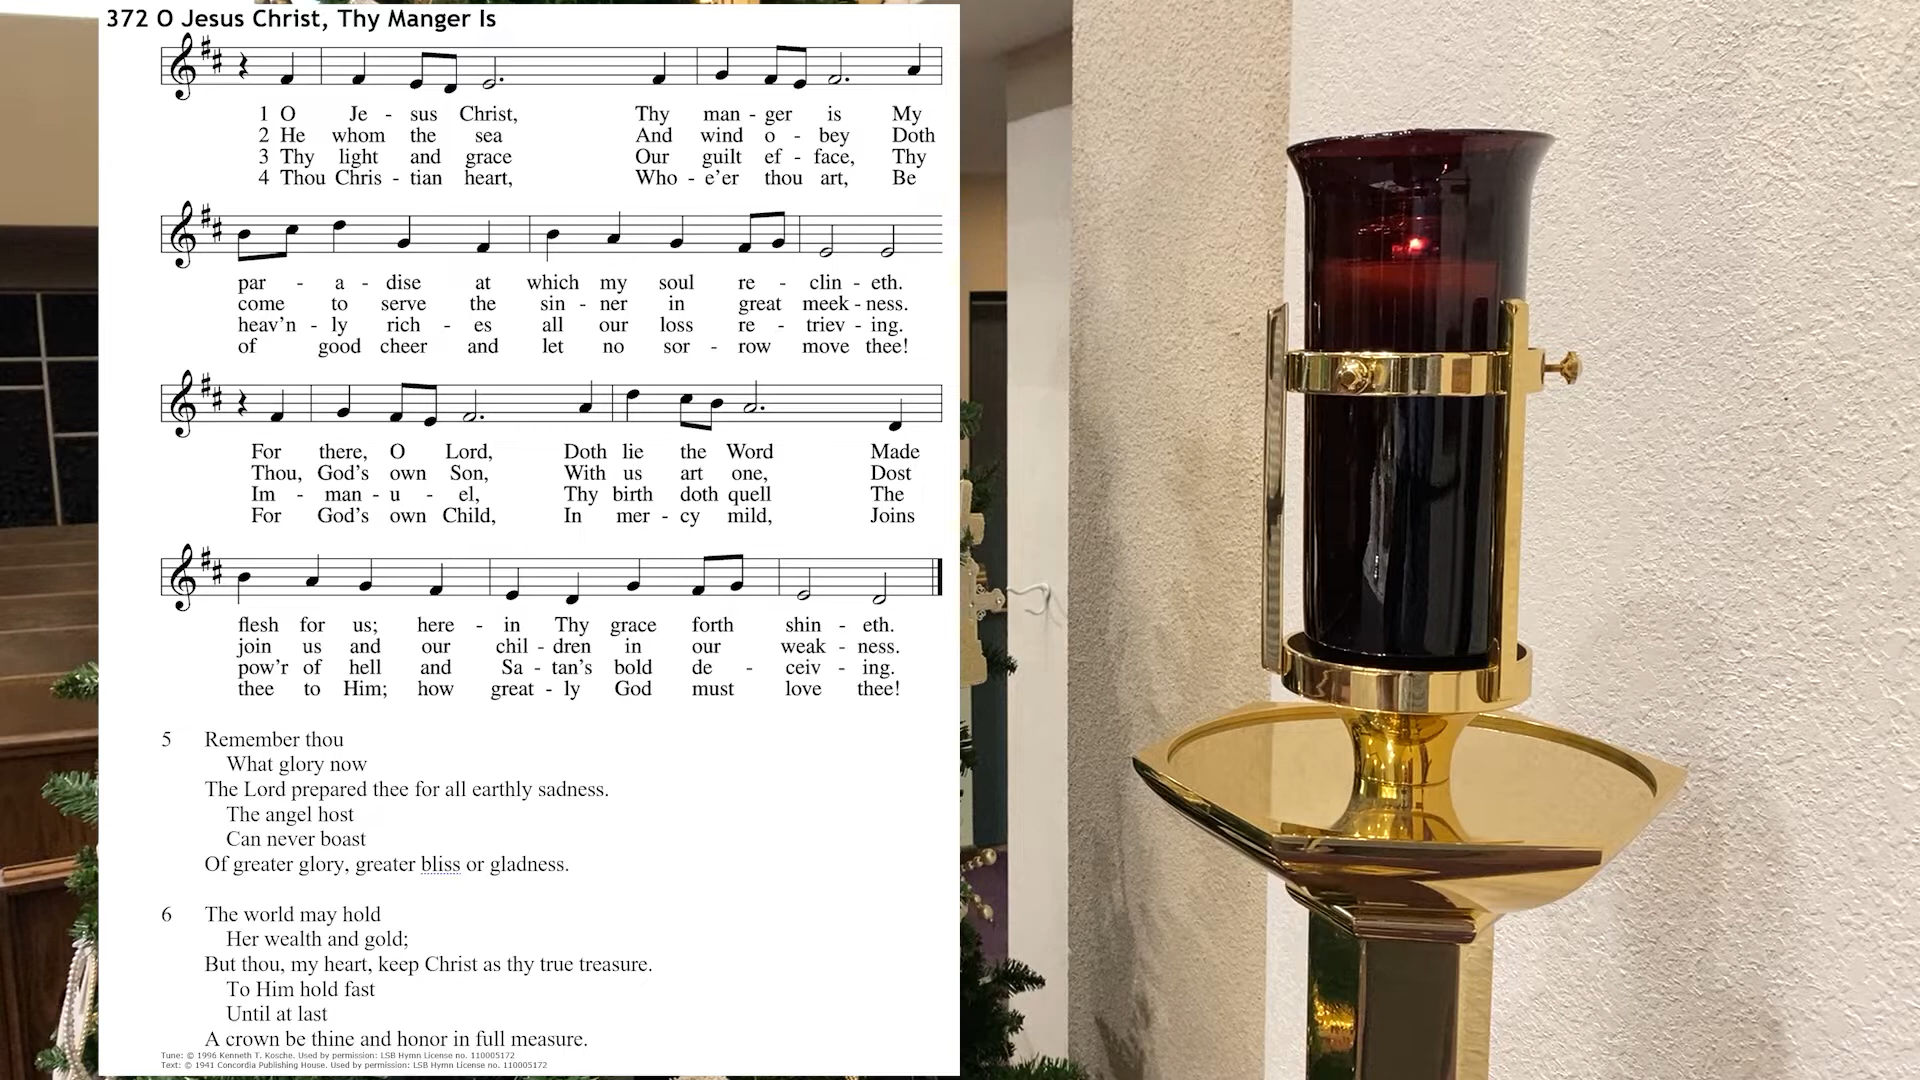 372 O Jesus Christ, Thy Manger Is
1 O Je - sus Christ, Thy man - ger is My
2 He whom the sea And wind o - bey Doth
3 Thy light and grace Our guilt ef - face, Thy
4 Thou Chris - tian heart, Who - e'er thou art, Be
par - a - dise at which my soul re - clin - eth.
come to serve the sin - ner in great meek - ness.
heav'n - ly rich - es all our loss re - triev - ing.
of good cheer and let no sor - row move thee!
For there, O Lord, Doth lie the Word Made
Thou, God's own Son, With us art one, Dost
Im - man - u - el, Thy birth doth quell The
For God's own Child, In mer - cy mild, Joins
flesh for us; here - in Thy grace forth shin - eth.
join us and our chil - dren in our weak - ness.
pow'r of hell and Sa - tan's bold de - ceiv - ing.
thee to Him; how great - ly God must love thee!
5 Remember thou
What glory now
The Lord prepared thee for all earthly sadness.
The angel host
Can never boast
Of greater glory, greater bliss or gladness.
6 The world may hold
Her wealth and gold;
But thou, my heart, keep Christ as thy true treasure.
To Him hold fast
Until at last
A crown be thine and honor in full measure.
Tune: © 1996 Kenneth T. Kosche. Used by permission: LSB Hymn License no. 110005172
Text: © 1941 Concordia Publishing House. Used by permission: LSB Hymn License no. 110005172